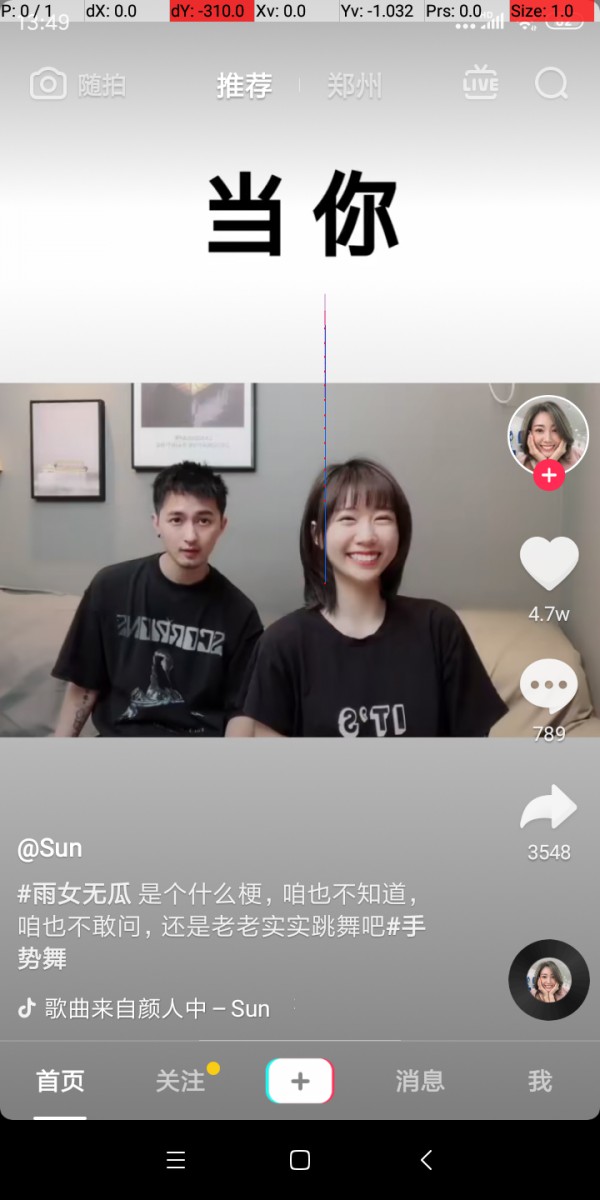 P: 0 / 1 dX: 0.0 dY: -310.0 Xv: 0.0 Yv: -1.032 Prs: 0.0 Size: 1.0
13:49
随拍 推荐 郑州 LIVE
当你
4.7w
789
3548
@Sun
#雨女无瓜 是个什么梗，咱也不知道，
咱也不敢问，还是老老实实跳舞吧#手
势舞
歌曲来自颜人中 – Sun
首页 关注 消息 我